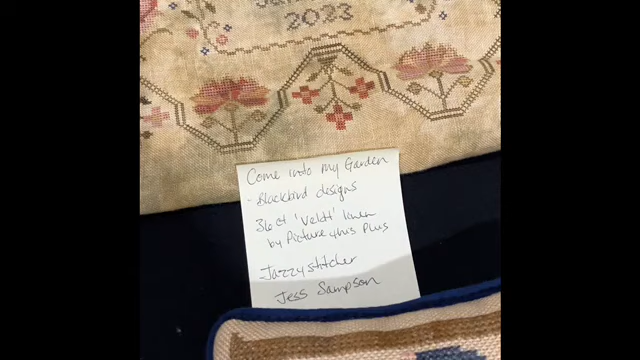 2023
Come into my Garden
- Blackbird designs
36 ct 'Veldt' linen
by Picture this Plus
Jazzystitcher
Jess Sampson